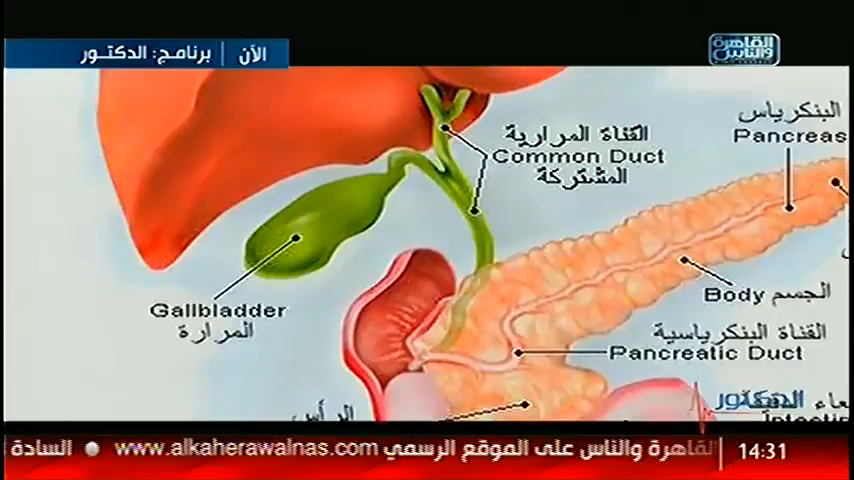 القاهرة والناس
الآن | برنامج: الدكتور
البنكرياس
Pancreas
القناة المرارية
Common Duct
المشتركة
Body الجسم
Gallbladder
المرارة
القناة البنكرياسية
Pancreatic Duct
الرأس
الدكتور
14:31
القاهرة والناس على الموقع الرسمي www.alkaherawalnas.com ● السادة